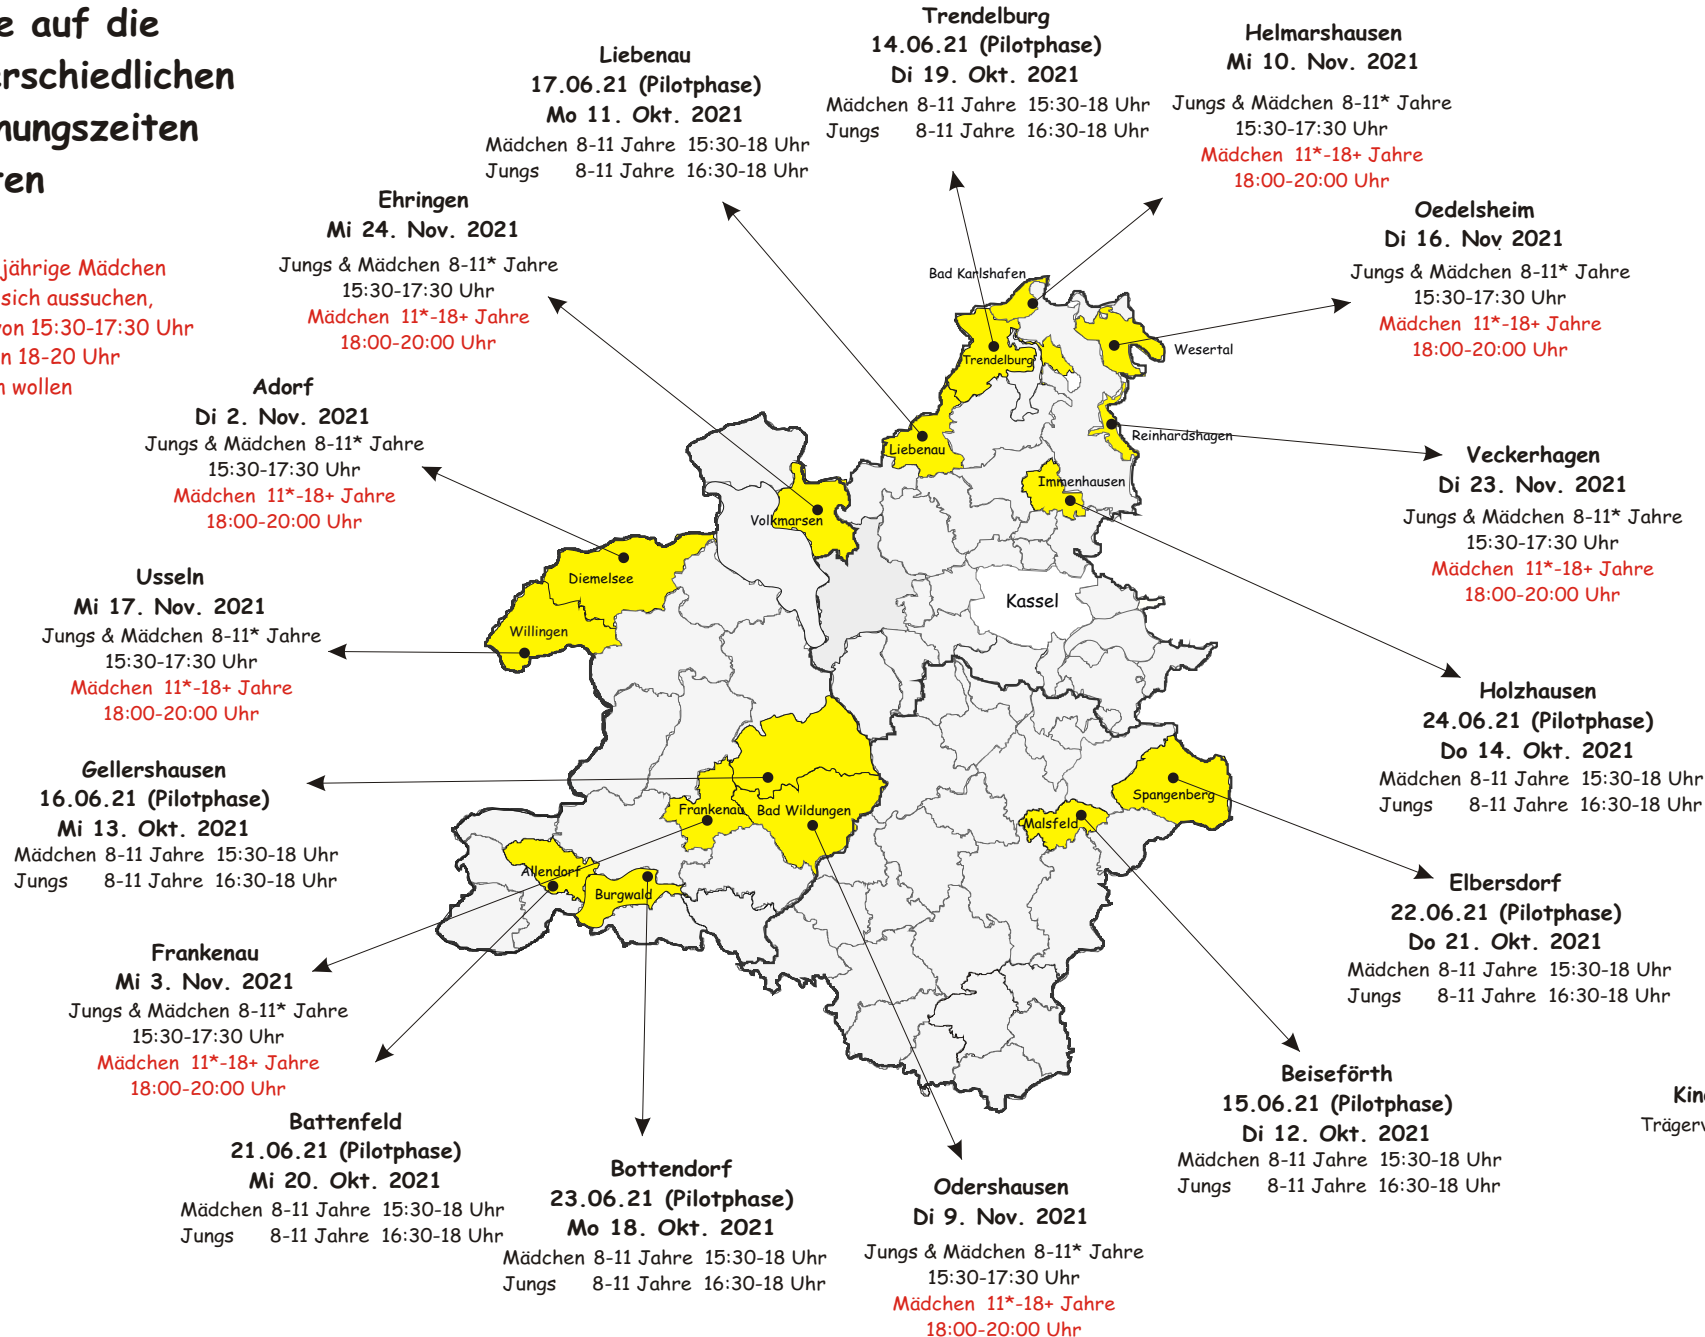 e auf die
erschiedlichen
nungszeiten
ten
jährige Mädchen
sich aussuchen,
von 15:30-17:30 Uhr
n 18-20 Uhr
n wollen
Liebenau
17.06.21 (Pilotphase)
Mo 11. Okt. 2021
Mädchen 8-11 Jahre 15:30-18 Uhr
Jungs 8-11 Jahre 16:30-18 Uhr
Trendelburg
14.06.21 (Pilotphase)
Di 19. Okt. 2021
Mädchen 8-11 Jahre 15:30-18 Uhr
Jungs 8-11 Jahre 16:30-18 Uhr
Helmarshausen
Mi 10. Nov. 2021
Jungs & Mädchen 8-11* Jahre
15:30-17:30 Uhr
Mädchen 11*-18+ Jahre
18:00-20:00 Uhr
Ehringen
Mi 24. Nov. 2021
Jungs & Mädchen 8-11* Jahre
15:30-17:30 Uhr
Mädchen 11*-18+ Jahre
18:00-20:00 Uhr
Oedelsheim
Di 16. Nov 2021
Jungs & Mädchen 8-11* Jahre
15:30-17:30 Uhr
Mädchen 11*-18+ Jahre
18:00-20:00 Uhr
Adorf
Di 2. Nov. 2021
Jungs & Mädchen 8-11* Jahre
15:30-17:30 Uhr
Mädchen 11*-18+ Jahre
18:00-20:00 Uhr
Veckerhagen
Di 23. Nov. 2021
Jungs & Mädchen 8-11* Jahre
15:30-17:30 Uhr
Mädchen 11*-18+ Jahre
18:00-20:00 Uhr
Usseln
Mi 17. Nov. 2021
Jungs & Mädchen 8-11* Jahre
15:30-17:30 Uhr
Mädchen 11*-18+ Jahre
18:00-20:00 Uhr
Holzhausen
24.06.21 (Pilotphase)
Do 14. Okt. 2021
Mädchen 8-11 Jahre 15:30-18 Uhr
Jungs 8-11 Jahre 16:30-18 Uhr
Gellershausen
16.06.21 (Pilotphase)
Mi 13. Okt. 2021
Mädchen 8-11 Jahre 15:30-18 Uhr
Jungs 8-11 Jahre 16:30-18 Uhr
Elbersdorf
22.06.21 (Pilotphase)
Do 21. Okt. 2021
Mädchen 8-11 Jahre 15:30-18 Uhr
Jungs 8-11 Jahre 16:30-18 Uhr
Frankenau
Mi 3. Nov. 2021
Jungs & Mädchen 8-11* Jahre
15:30-17:30 Uhr
Mädchen 11*-18+ Jahre
18:00-20:00 Uhr
Battenfeld
21.06.21 (Pilotphase)
Mi 20. Okt. 2021
Mädchen 8-11 Jahre 15:30-18 Uhr
Jungs 8-11 Jahre 16:30-18 Uhr
Bottendorf
23.06.21 (Pilotphase)
Mo 18. Okt. 2021
Mädchen 8-11 Jahre 15:30-18 Uhr
Jungs 8-11 Jahre 16:30-18 Uhr
Odershausen
Di 9. Nov. 2021
Jungs & Mädchen 8-11* Jahre
15:30-17:30 Uhr
Mädchen 11*-18+ Jahre
18:00-20:00 Uhr
Beiseförth
15.06.21 (Pilotphase)
Di 12. Okt. 2021
Mädchen 8-11 Jahre 15:30-18 Uhr
Jungs 8-11 Jahre 16:30-18 Uhr
Kin
Träger
Bad Karlshafen
Trendelburg
Wesertal
Liebenau
Reinhardshagen
Immenhausen
Volkmarsen
Diemelsee
Kassel
Willingen
Frankenau
Bad Wildungen
Spangenberg
Malsfeld
Allendorf
Burgwald